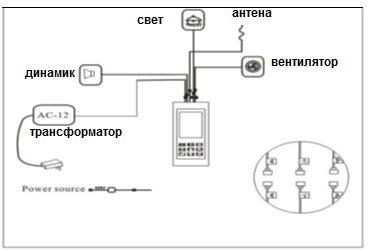 свет
антена
динамик
вентилятор
AC-12
трансформатор
Power source